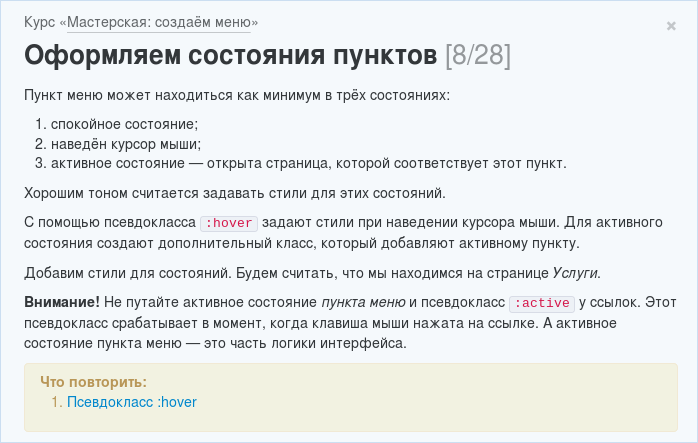 Курс «Мастерская: создаём меню»
✖
Оформляем состояния пунктов [8/28]
Пункт меню может находиться как минимум в трёх состояниях:
1. спокойное состояние;
2. наведён курсор мыши;
3. активное состояние — открыта страница, которой соответствует этот пункт.
Хорошим тоном считается задавать стили для этих состояний.
С помощью псевдокласса :hover задают стили при наведении курсора мыши. Для активного
состояния создают дополнительный класс, который добавляют активному пункту.
Добавим стили для состояний. Будем считать, что мы находимся на странице Услуги.
Внимание! Не путайте активное состояние пункта меню и псевдокласс :active у ссылок. Этот
псевдокласс срабатывает в момент, когда клавиша мыши нажата на ссылке. А активное
состояние пункта меню — это часть логики интерфейса.
Что повторить:
1. Псевдокласс :hover